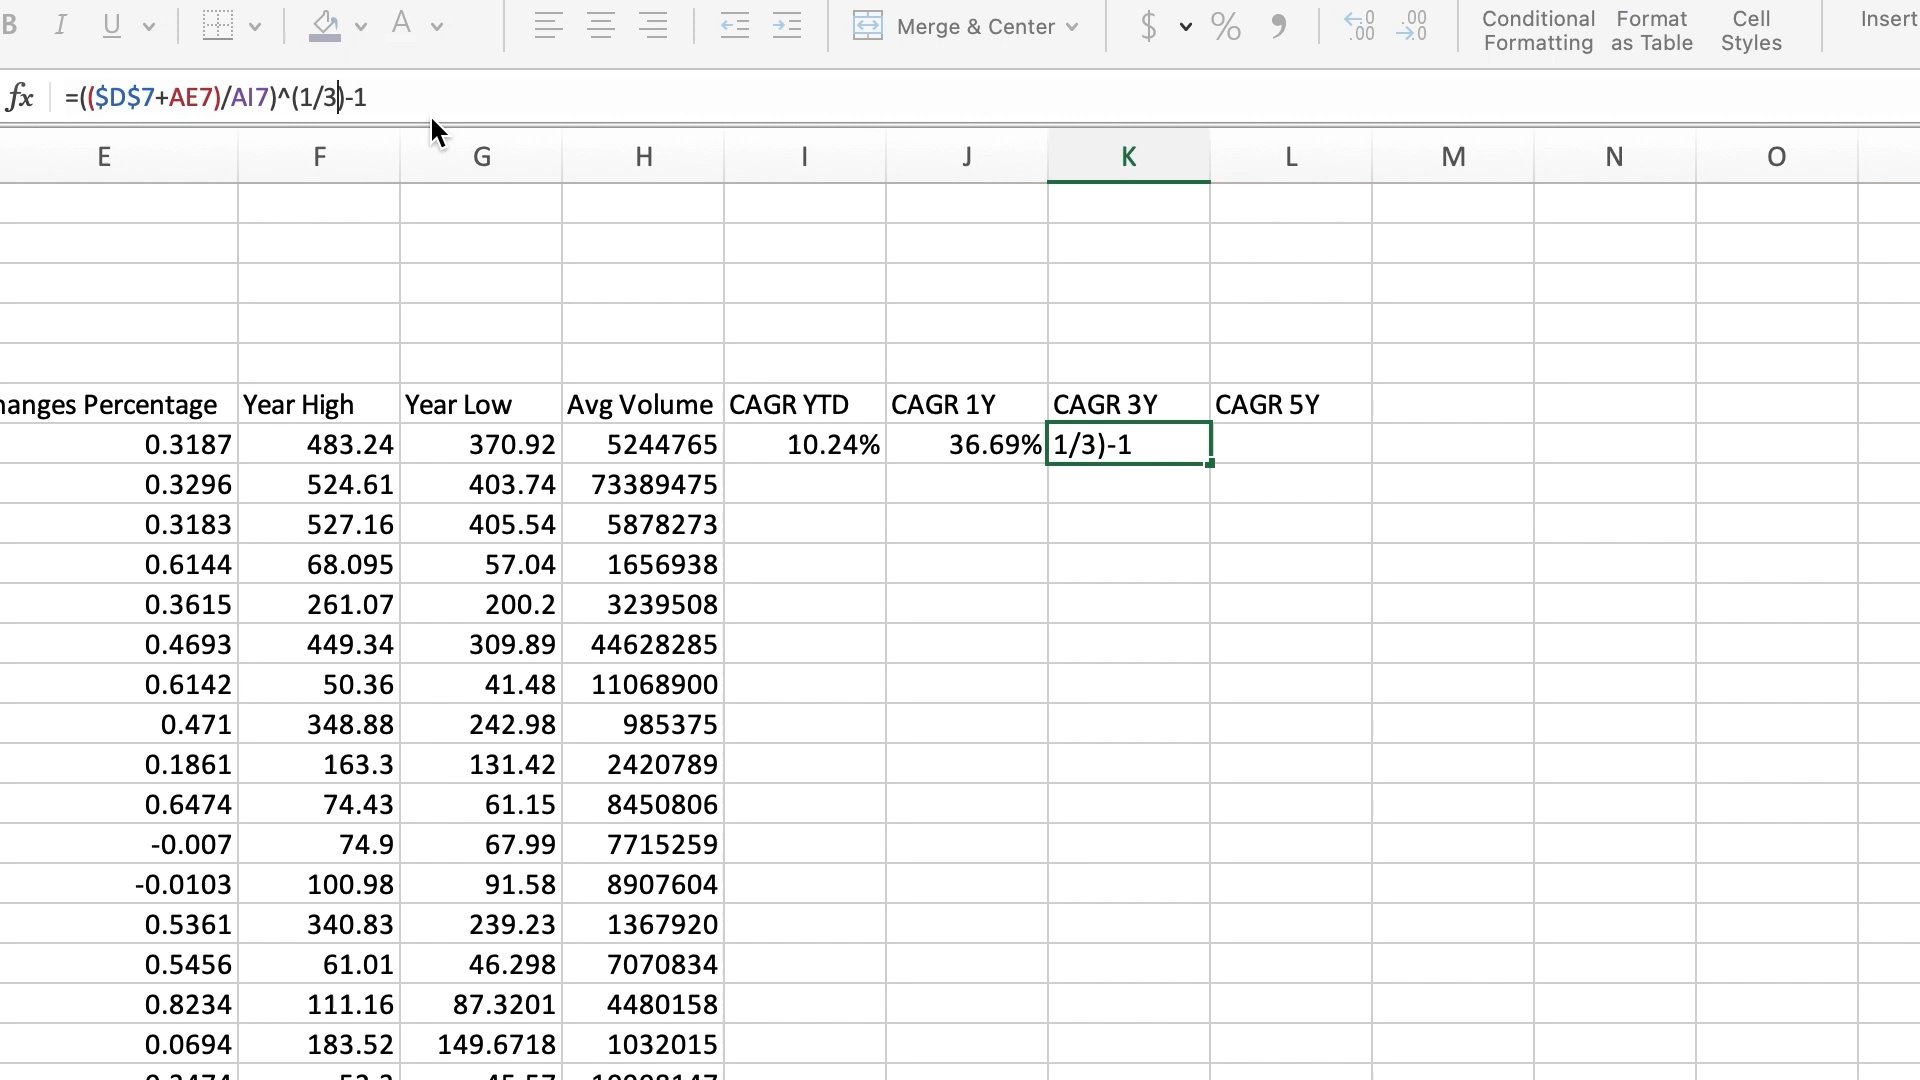 B I U A Merge & Center $ % 9 .0 .00 .00 .0 Conditional Formatting Format as Table Cell Styles Insert
fx =(($D$7+AE7)/AI7)^(1/3)-1
E F G H I J K L M N O
hanges Percentage Year High Year Low Avg Volume CAGR YTD CAGR 1Y CAGR 3Y CAGR 5Y
0.3187 483.24 370.92 5244765 10.24% 36.69% 1/3)-1
0.3296 524.61 403.74 73389475
0.3183 527.16 405.54 5878273
0.6144 68.095 57.04 1656938
0.3615 261.07 200.2 3239508
0.4693 449.34 309.89 44628285
0.6142 50.36 41.48 11068900
0.471 348.88 242.98 985375
0.1861 163.3 131.42 2420789
0.6474 74.43 61.15 8450806
-0.007 74.9 67.99 7715259
-0.0103 100.98 91.58 8907604
0.5361 340.83 239.23 1367920
0.5456 61.01 46.298 7070834
0.8234 111.16 87.3201 4480158
0.0694 183.52 149.6718 1032015